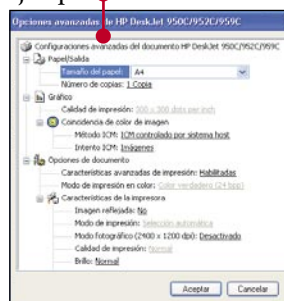 Opciones avanzadas de HP DeskJet 950C/952C/959C
Configuraciones avanzadas del documento HP DeskJet 950C/952C/959C
Papel/Salida
Tamaño del papel: A4
Número de copias: 1 Copia
Gráfico
Calidad de impresión: 300 x 300 dots per inch
Coincidencia de color de imagen
Método ICM: ICM controlado por sistema host
Intento ICM: Imágenes
Opciones de documento
Características avanzadas de impresión: Habilitadas
Modo de impresión en color: Color verdadero (24 bpp)
Características de la impresora
Imagen reflejada: No
Modo de impresión: Selección automática
Modo fotográfico (2400 x 1200 dpi): Desactivado
Calidad de impresión: Normal
Brillo: Normal
Aceptar Cancelar